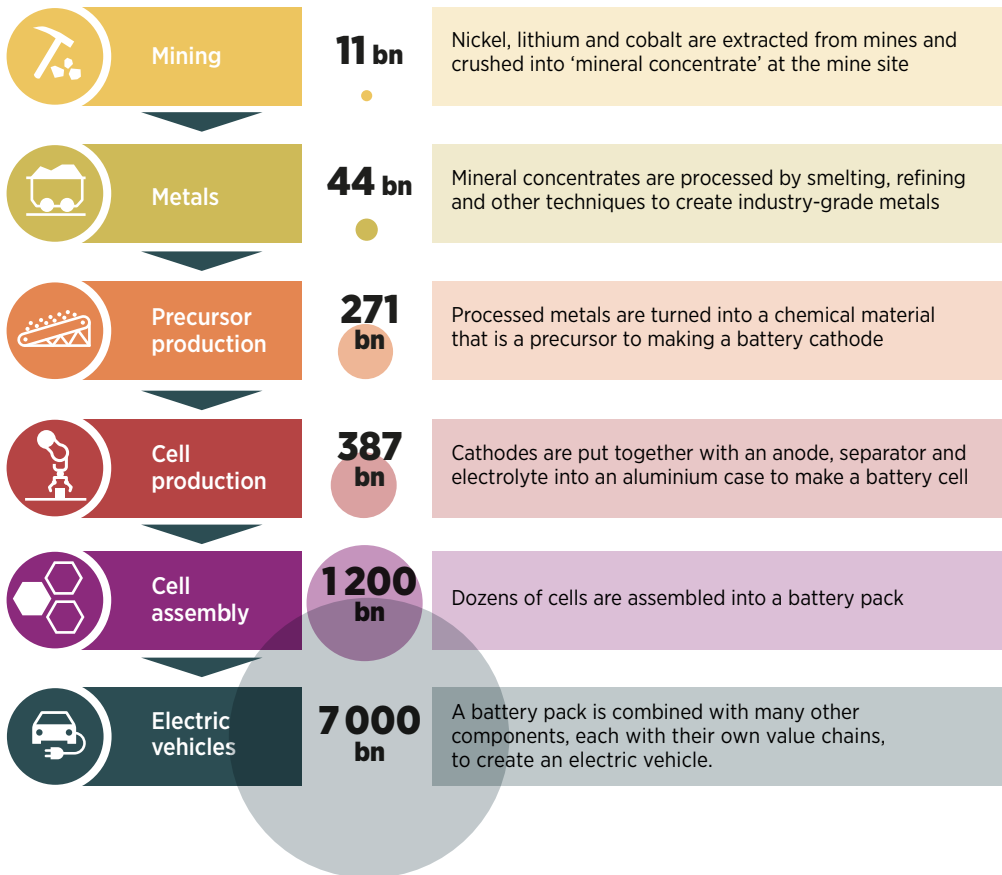 Mining
11 bn
Nickel, lithium and cobalt are extracted from mines and
crushed into ‘mineral concentrate’ at the mine site
Metals
44 bn
Mineral concentrates are processed by smelting, refining
and other techniques to create industry-grade metals
Precursor
production
271
bn
Processed metals are turned into a chemical material
that is a precursor to making a battery cathode
Cell
production
387
bn
Cathodes are put together with an anode, separator and
electrolyte into an aluminium case to make a battery cell
Cell
assembly
1 200
bn
Dozens of cells are assembled into a battery pack
Electric
vehicles
7 000
bn
A battery pack is combined with many other
components, each with their own value chains,
to create an electric vehicle.